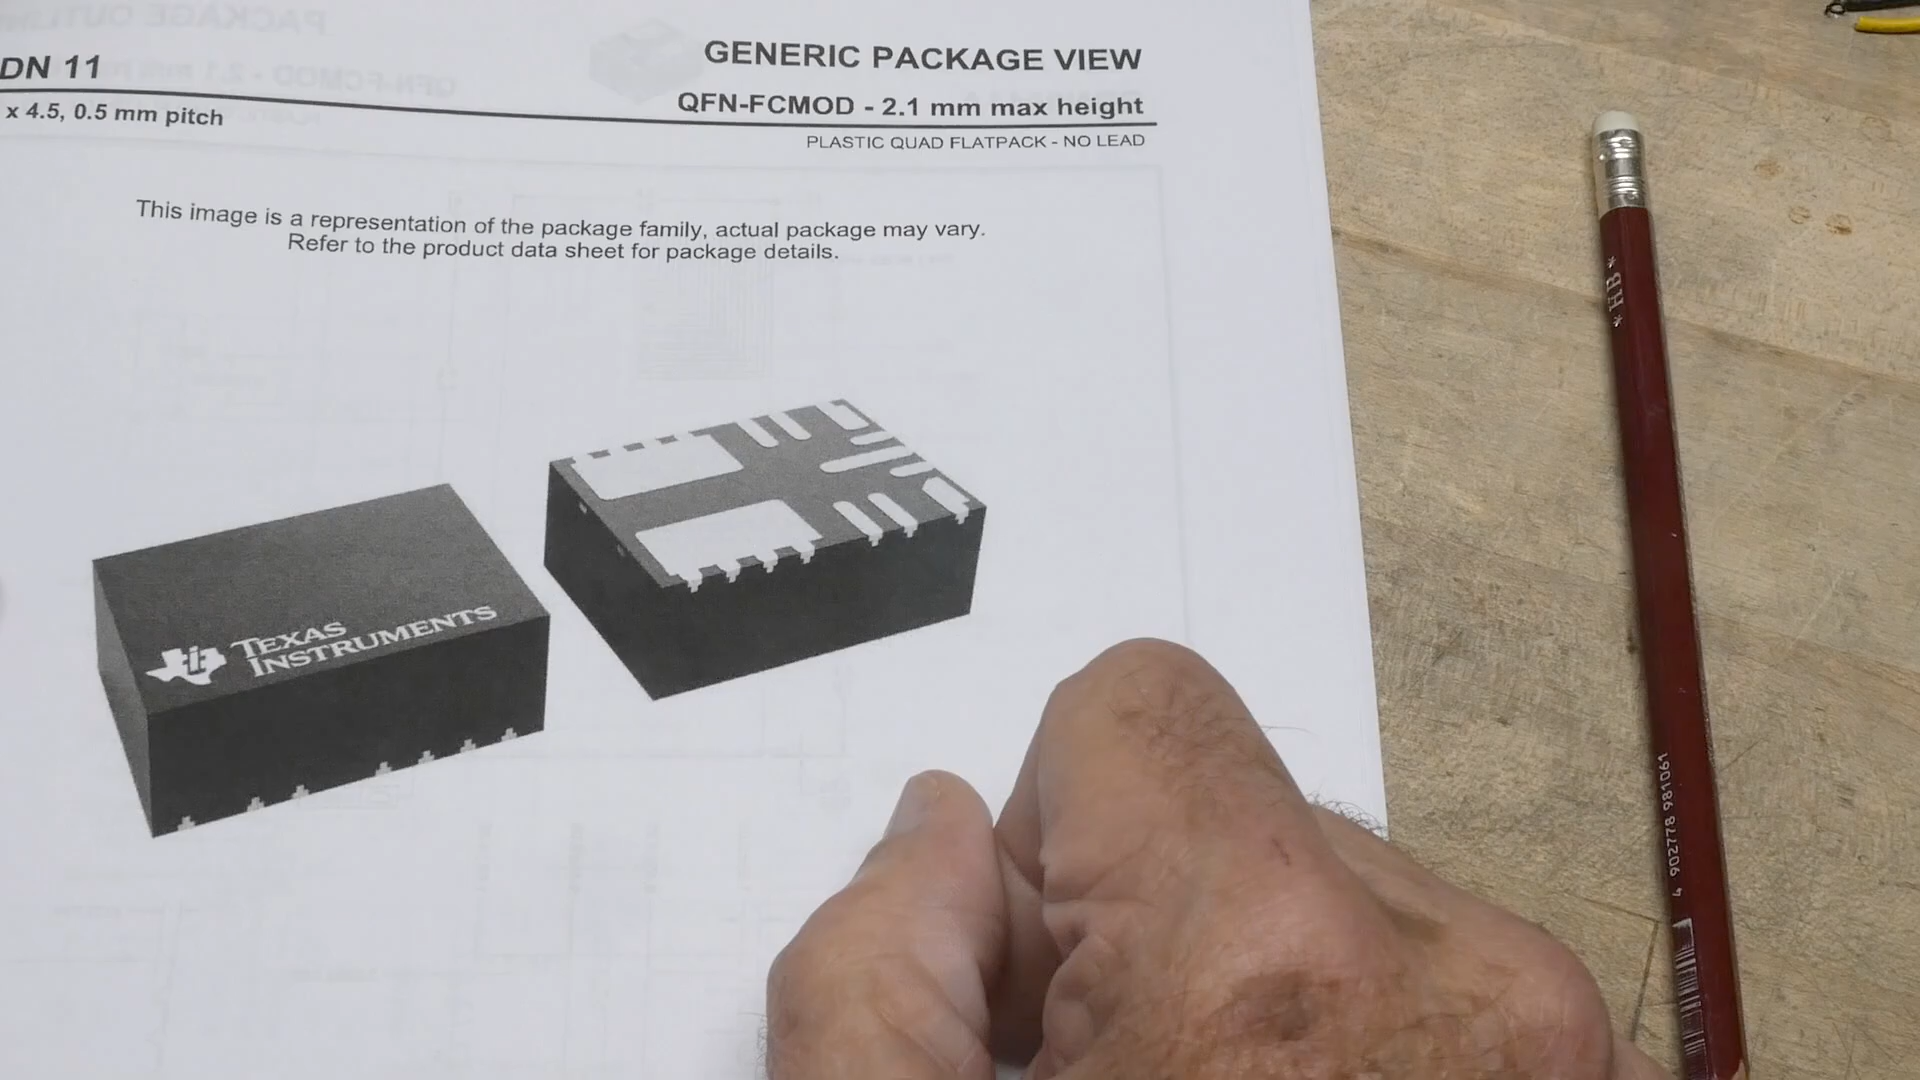 DN 11
GENERIC PACKAGE VIEW
x 4.5, 0.5 mm pitch
QFN-FCMOD - 2.1 mm max height
PLASTIC QUAD FLATPACK - NO LEAD
This image is a representation of the package family, actual package may vary.
Refer to the product data sheet for package details.
TEXAS
INSTRUMENTS
* HB *
4 902778 981061